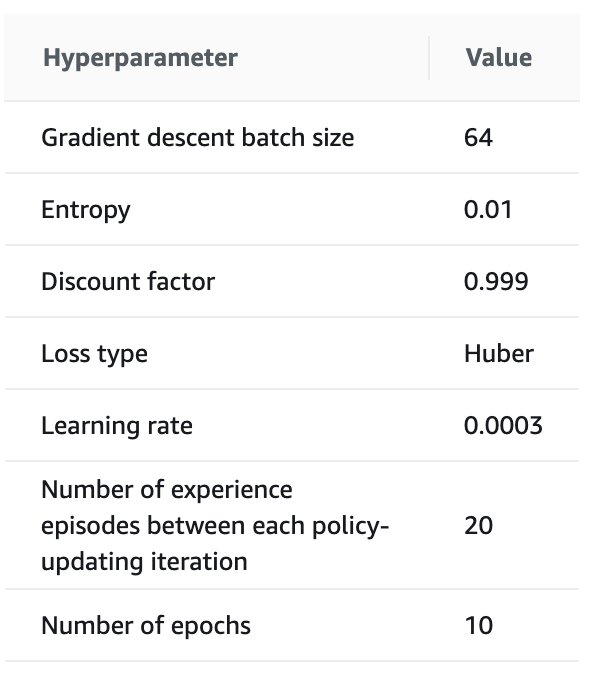 Hyperparameter Value
Gradient descent batch size 64
Entropy 0.01
Discount factor 0.999
Loss type Huber
Learning rate 0.0003
Number of experience
episodes between each policy- 20
updating iteration
Number of epochs 10